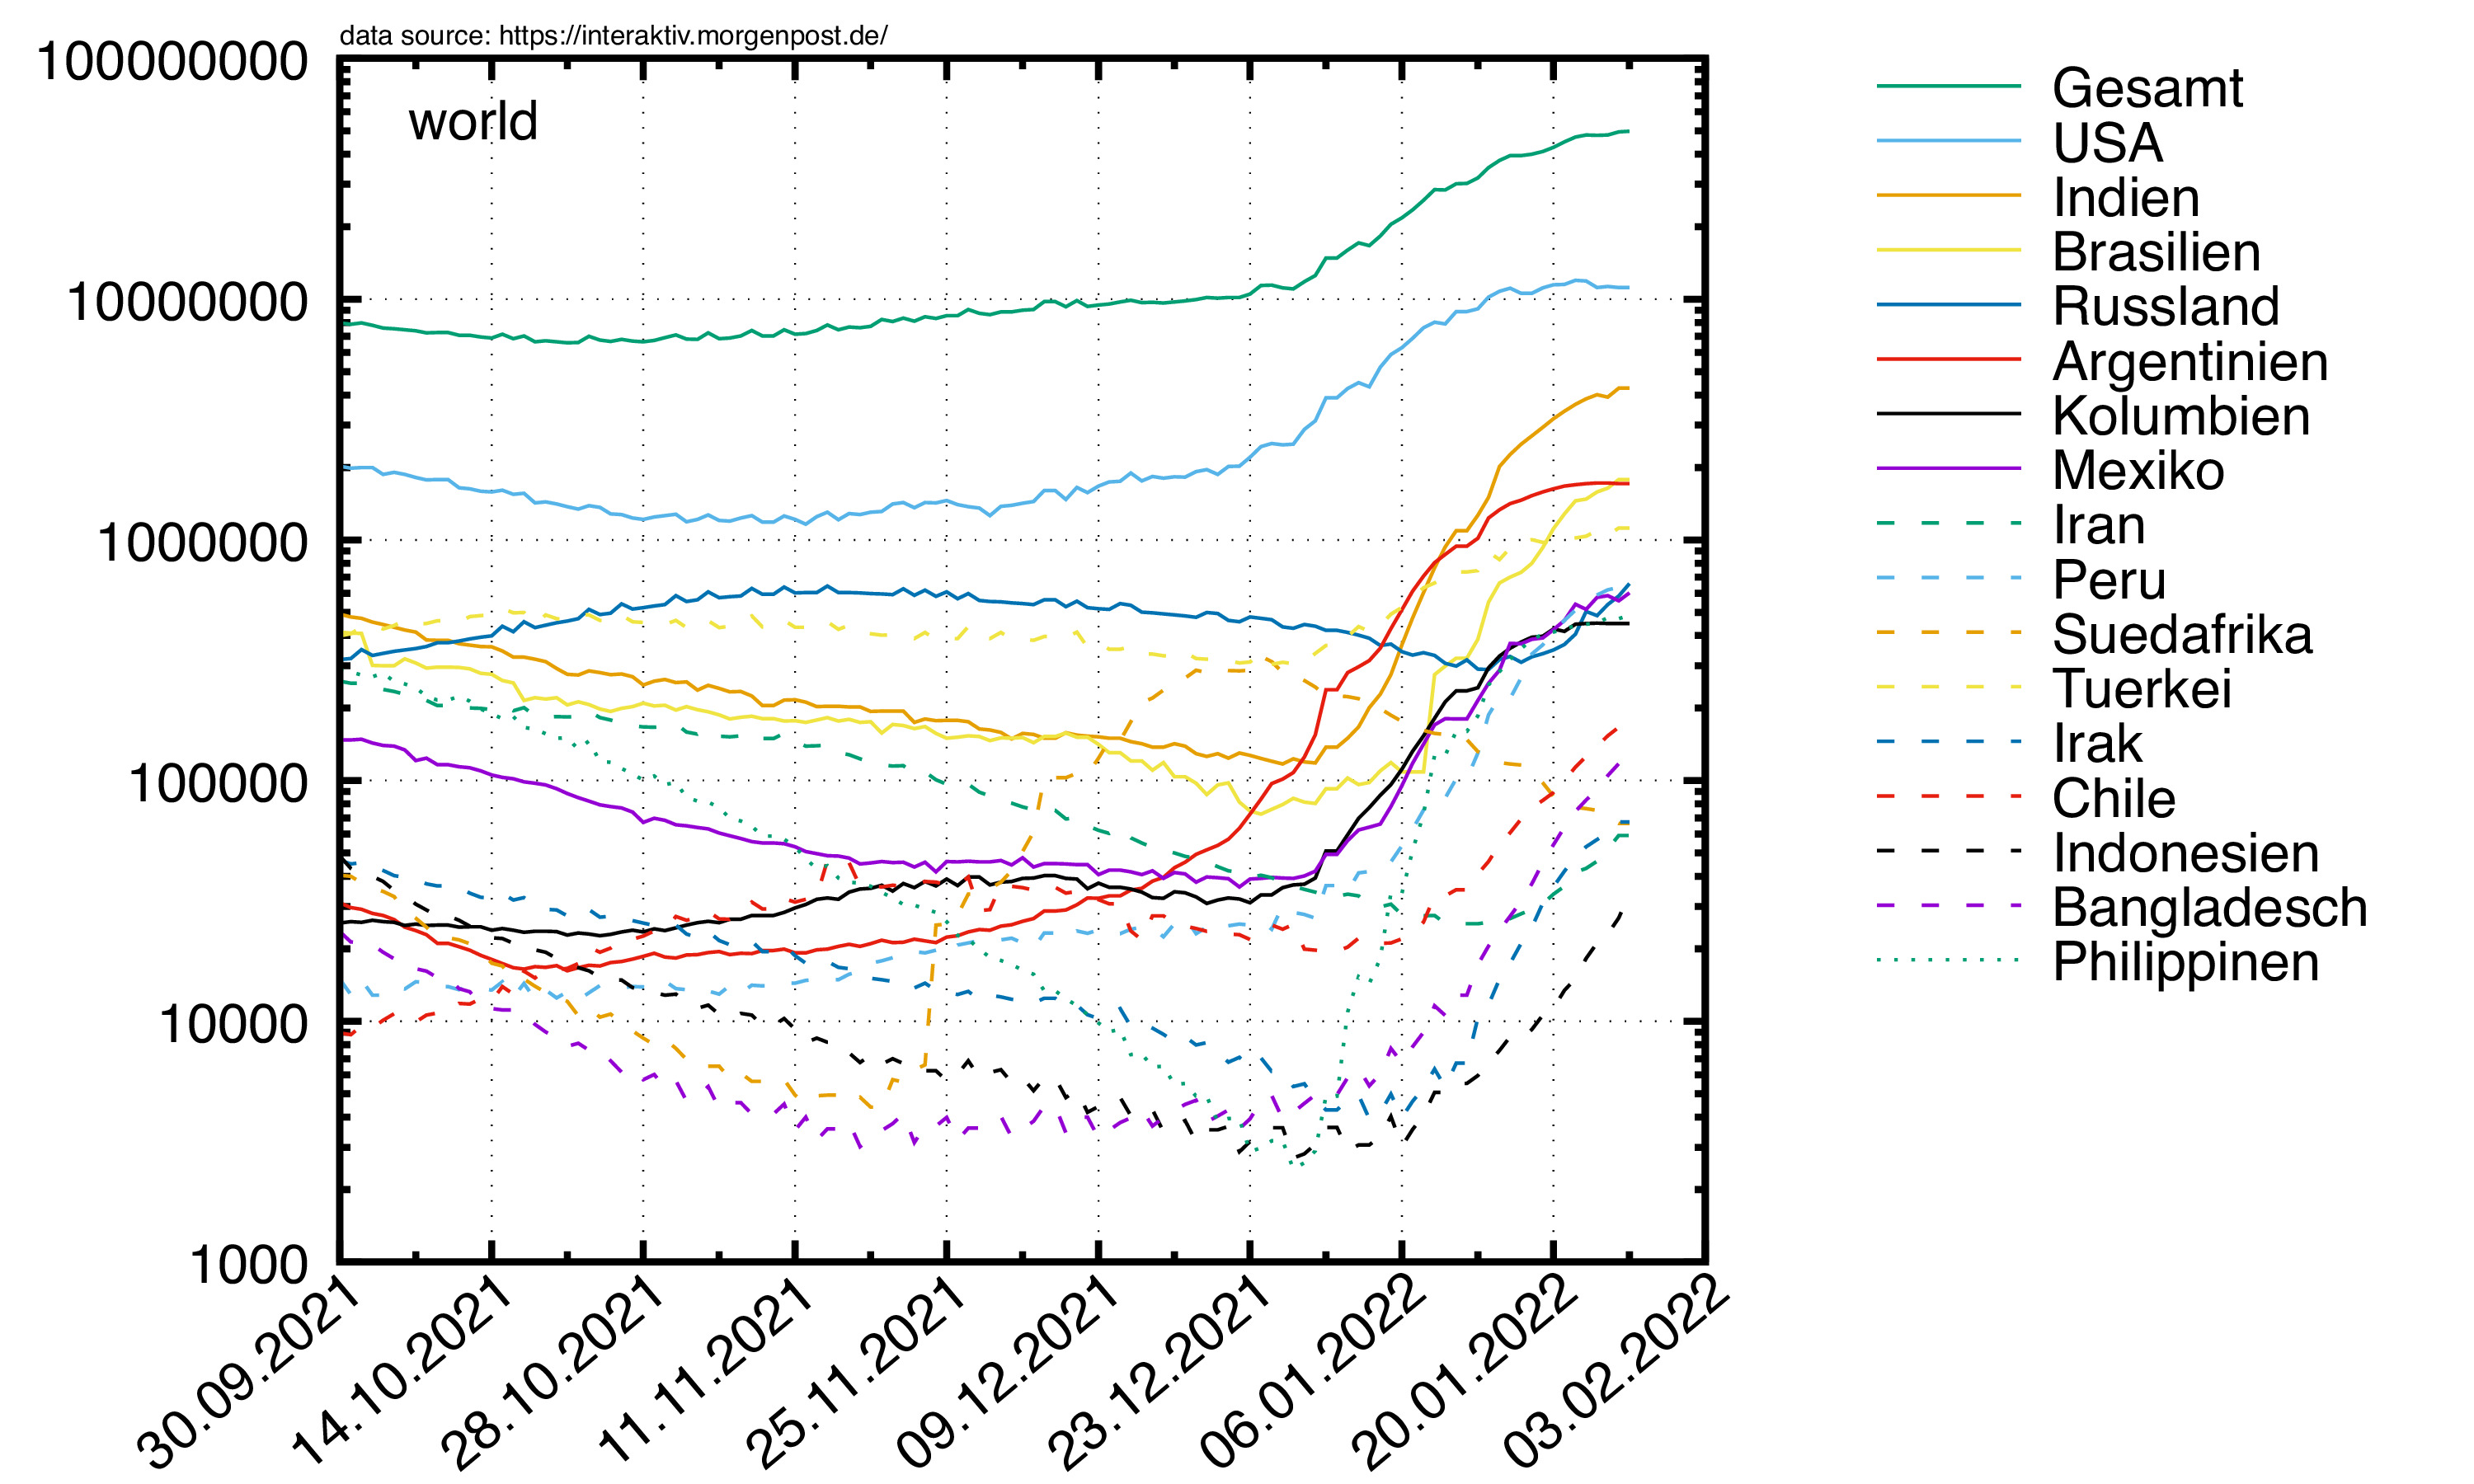 data source: https://interaktiv.morgenpost.de/
world
100000000
10000000
1000000
100000
10000
1000
30.09.2021
14.10.2021
28.10.2021
11.11.2021
25.11.2021
09.12.2021
23.12.2021
06.01.2022
20.01.2022
03.02.2022
Gesamt
USA
Indien
Brasilien
Russland
Argentinien
Kolumbien
Mexiko
Iran
Peru
Suedafrika
Tuerkei
Irak
Chile
Indonesien
Bangladesch
Philippinen